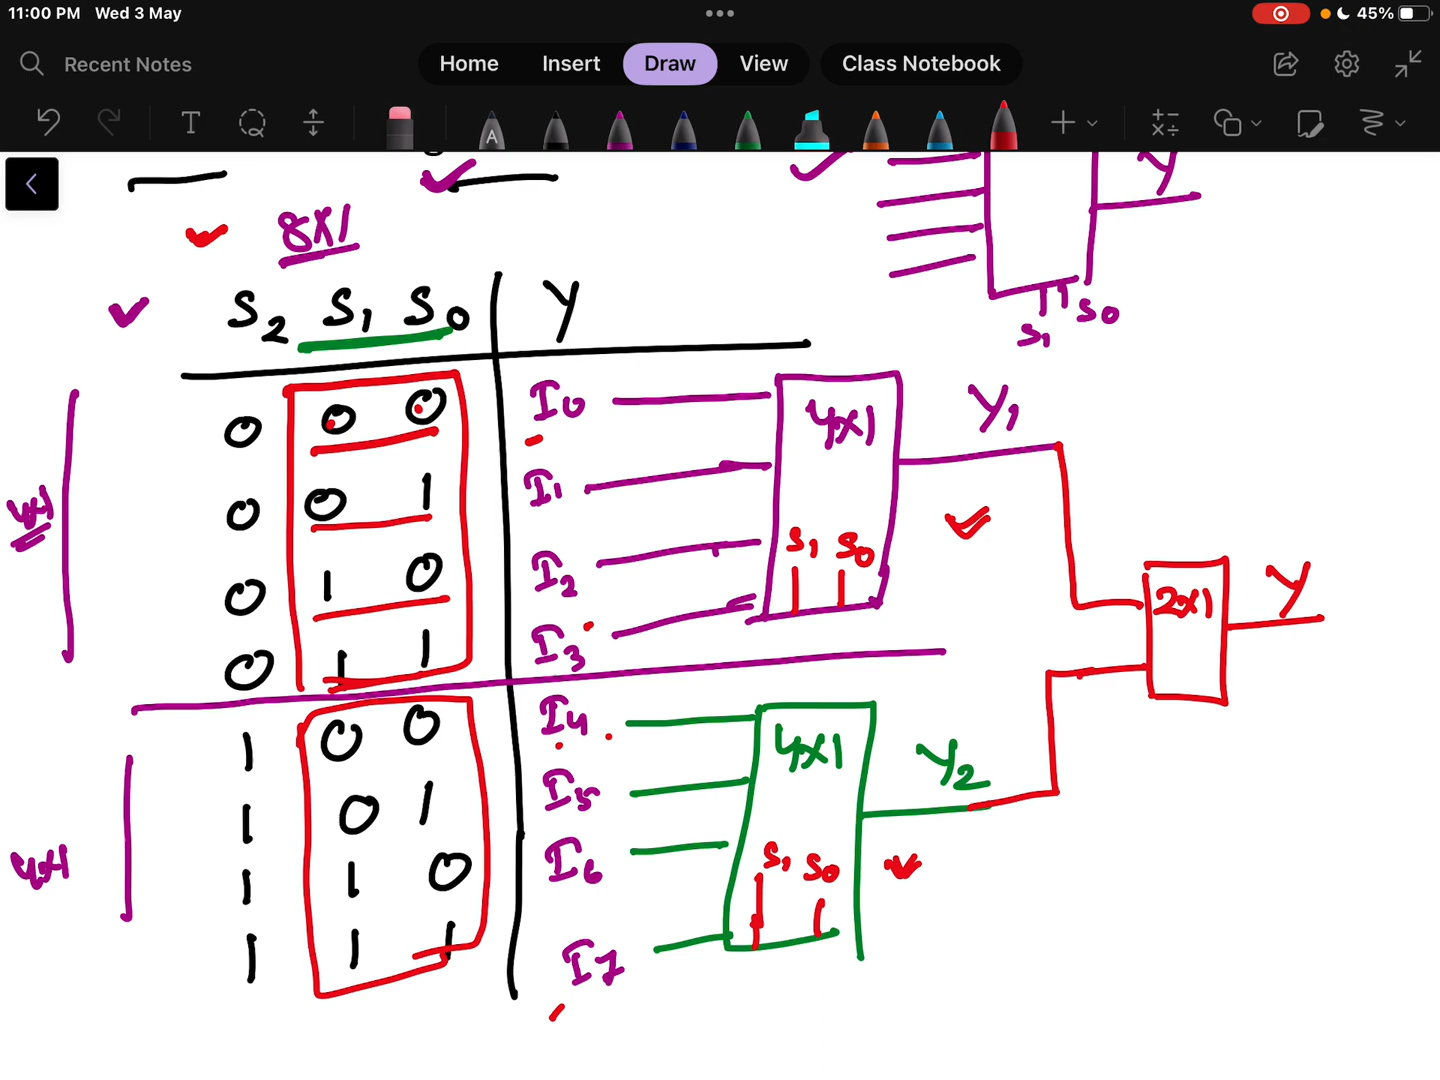 11:00 PM Wed 3 May
45%
Recent Notes
Home Insert Draw View Class Notebook
T A
8x1
Y
S1 S0
S2 S1 S0 Y
0 0 0 I0
0 0 1 I1
0 1 0 I2
0 1 1 I3
1 0 0 I4
1 0 1 I5
1 1 0 I6
1 1 1 I7
4x1
4x1
4x1
S1 S0
Y1
4x1
S1 S0
Y2
2x1
Y